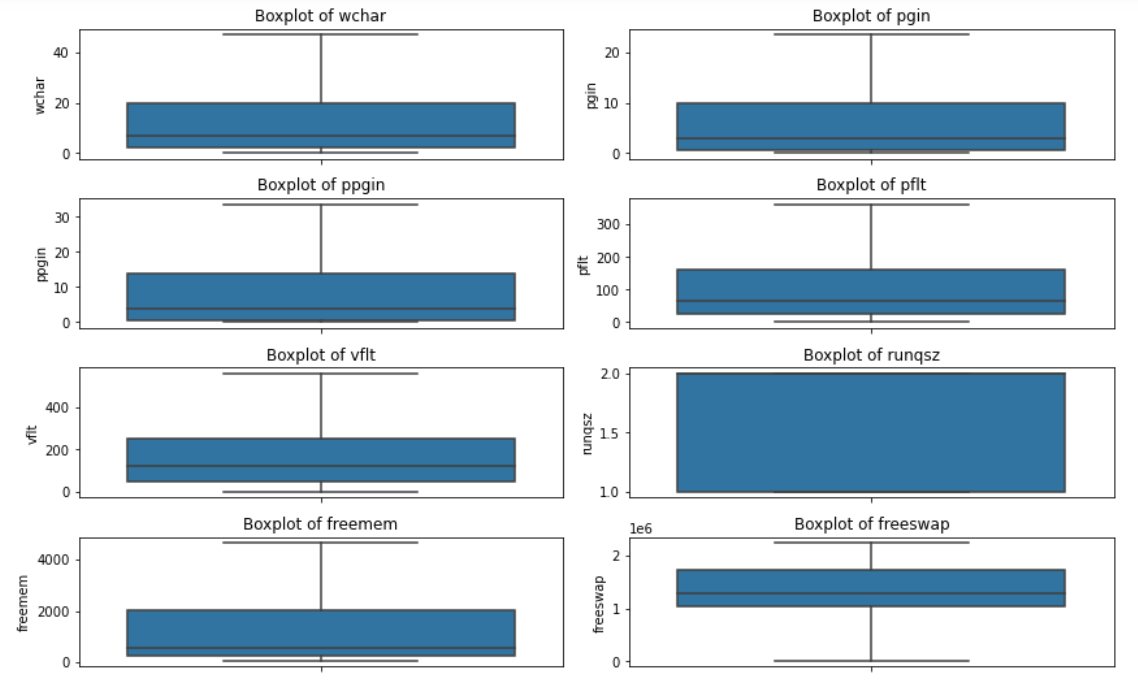 Boxplot of wchar
wchar
40
20
0
Boxplot of pgin
pgin
20
10
0
Boxplot of ppgin
ppgin
30
20
10
0
Boxplot of pflt
pflt
300
200
100
0
Boxplot of vflt
vflt
400
200
0
Boxplot of runqsz
runqsz
2.0
1.5
1.0
Boxplot of freemem
freemem
4000
2000
0
Boxplot of freeswap
1e6
freeswap
2
1
0